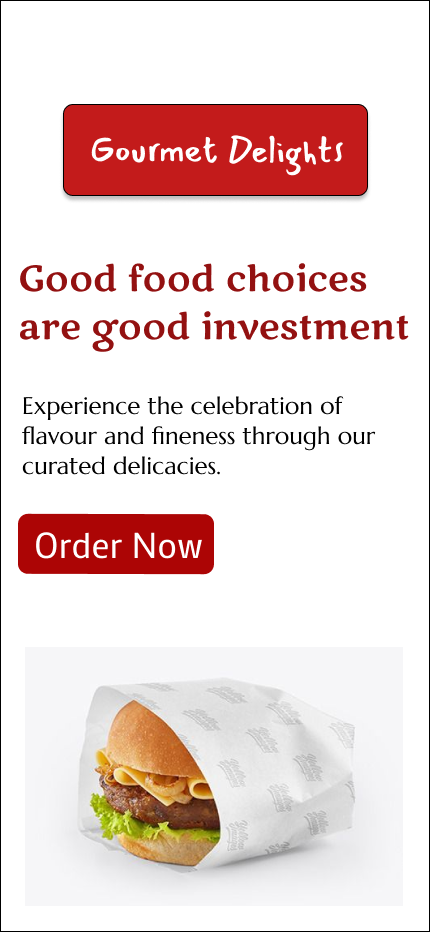 Gourmet Delights
Good food choices
are good investment
Experience the celebration of
flavour and fineness through our
curated delicacies.
Order Now